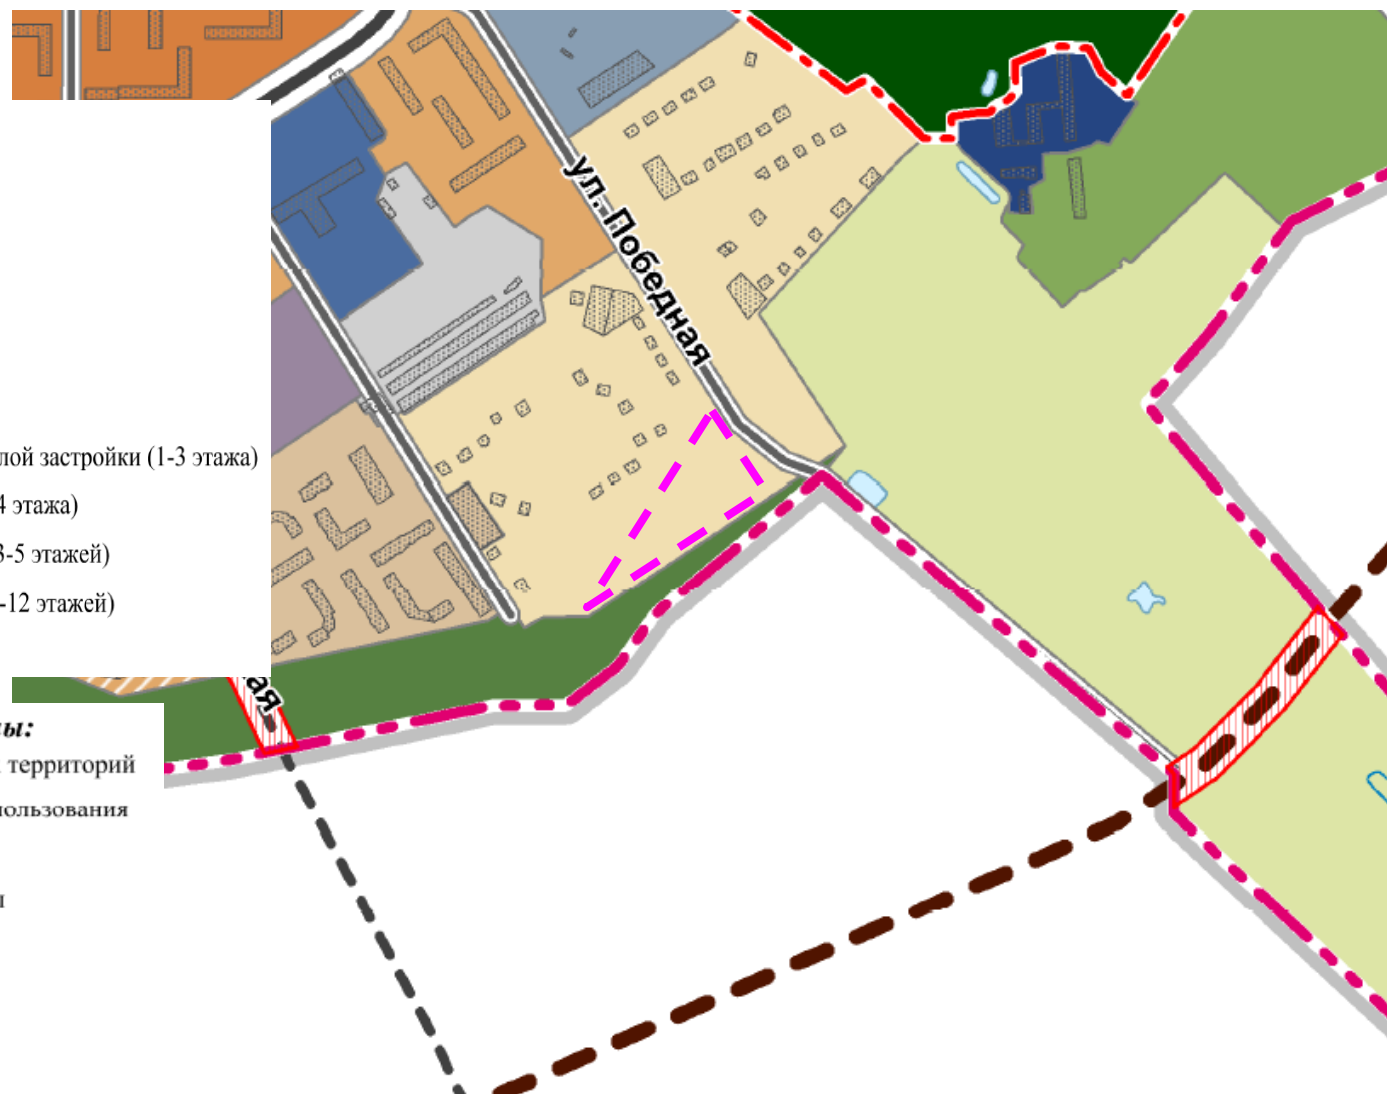 ул. Победная
лой застройки (1-3 этажа)
4 этажа)
3-5 этажей)
-12 этажей)
ая
ы:
территорий
пользования